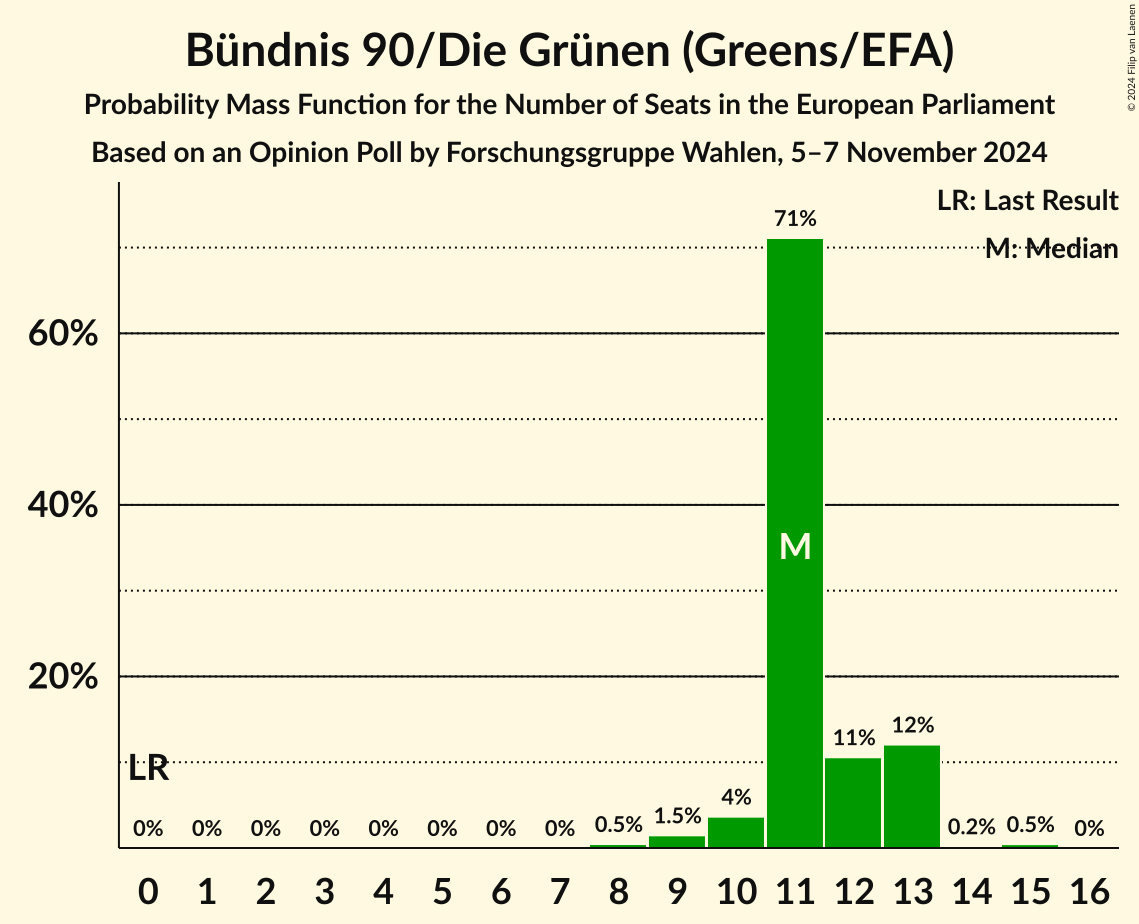 Bündnis 90/Die Grünen (Greens/EFA)
Probability Mass Function for the Number of Seats in the European Parliament
Based on an Opinion Poll by Forschungsgruppe Wahlen, 5–7 November 2024
© 2024 Filip van Laenen
LR: Last Result
M: Median
71%
60%
40%
M
20%
12%
11%
LR
4%
1.5%
0% 0% 0% 0% 0% 0% 0% 0% 0.5% 0.2% 0.5% 0%
0 1 2 3 4 5 6 7 8 9 10 11 12 13 14 15 16